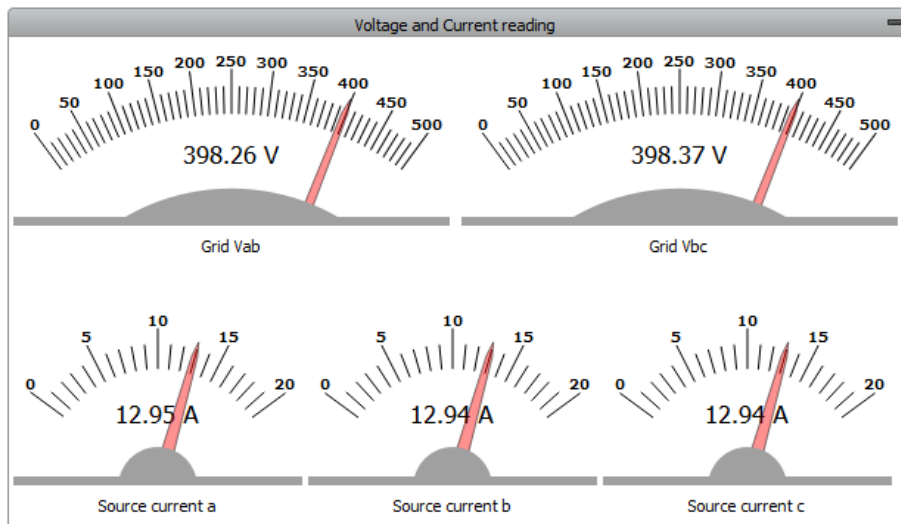 Voltage and Current reading
0 50 100 150 200 250 300 350 400 450 500
398.26 V
Grid Vab
0 50 100 150 200 250 300 350 400 450 500
398.37 V
Grid Vbc
0 5 10 15 20
12.95 A
Source current a
0 5 10 15 20
12.94 A
Source current b
0 5 10 15 20
12.94 A
Source current c